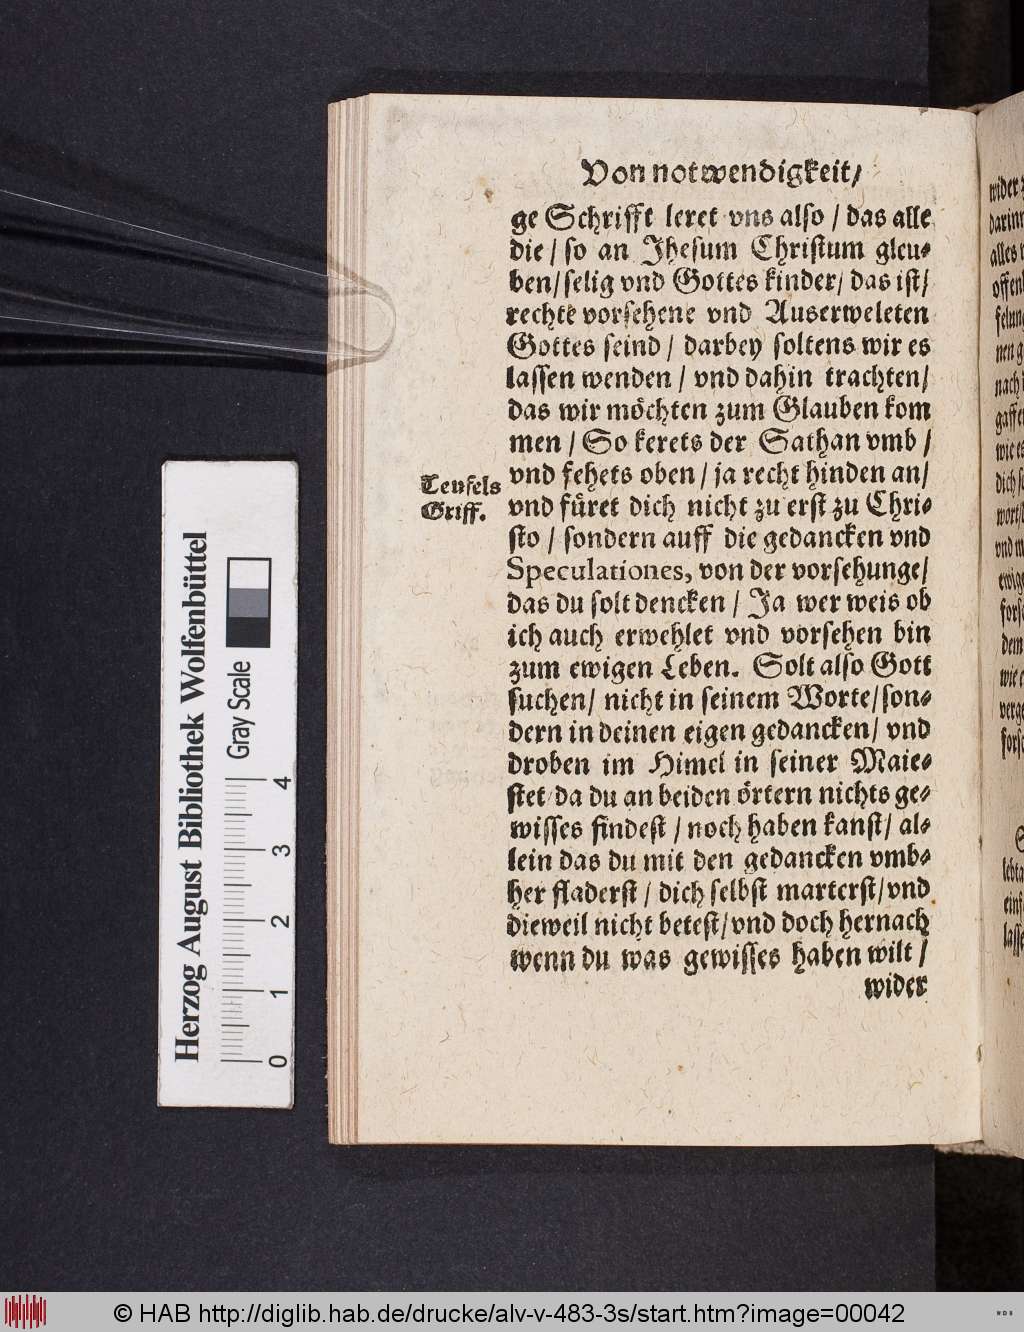 Von notwendigkeit/
ge Schrifft leret vns also / das alle
die / so an Jhesum Christum gleu-
ben/ selig vnd Gottes kinder/ das ist/
rechte vorsehene vnd Auserweleten
Gottes seind / darbey soltens wir es
lassen wenden / vnd dahin trachten/
das wir möchten zum Glauben kom
men / So kerets der Sathan vmb /
vnd fehets oben / ja recht hinden an/
vnd füret dich nicht zu erst zu Chri-
sto / sondern auff die gedancken vnd
Speculationes, von der vorsehunge/
das du solt dencken / Ja wer weis ob
ich auch erwehlet vnd vorsehen bin
zum ewigen Leben. Solt also Gott
suchen/ nicht in seinem Worte/ son-
dern in deinen eigen gedancken/ vnd
droben im Himel in seiner Maie-
stet/ da du an beiden örtern nichts ge-
wisses findest / noch haben kanst/ al-
lein das du mit den gedancken vmb-
her fladerst / dich selbst marterst/ vnd
dieweil nicht betest/ vnd doch hernach
wenn du was gewisses haben wilt /
wider
Teufels
Griff.
Herzog August Bibliothek Wolfenbüttel
Gray Scale
0 1 2 3 4
© HAB http://diglib.hab.de/drucke/alv-v-483-3s/start.htm?image=00042